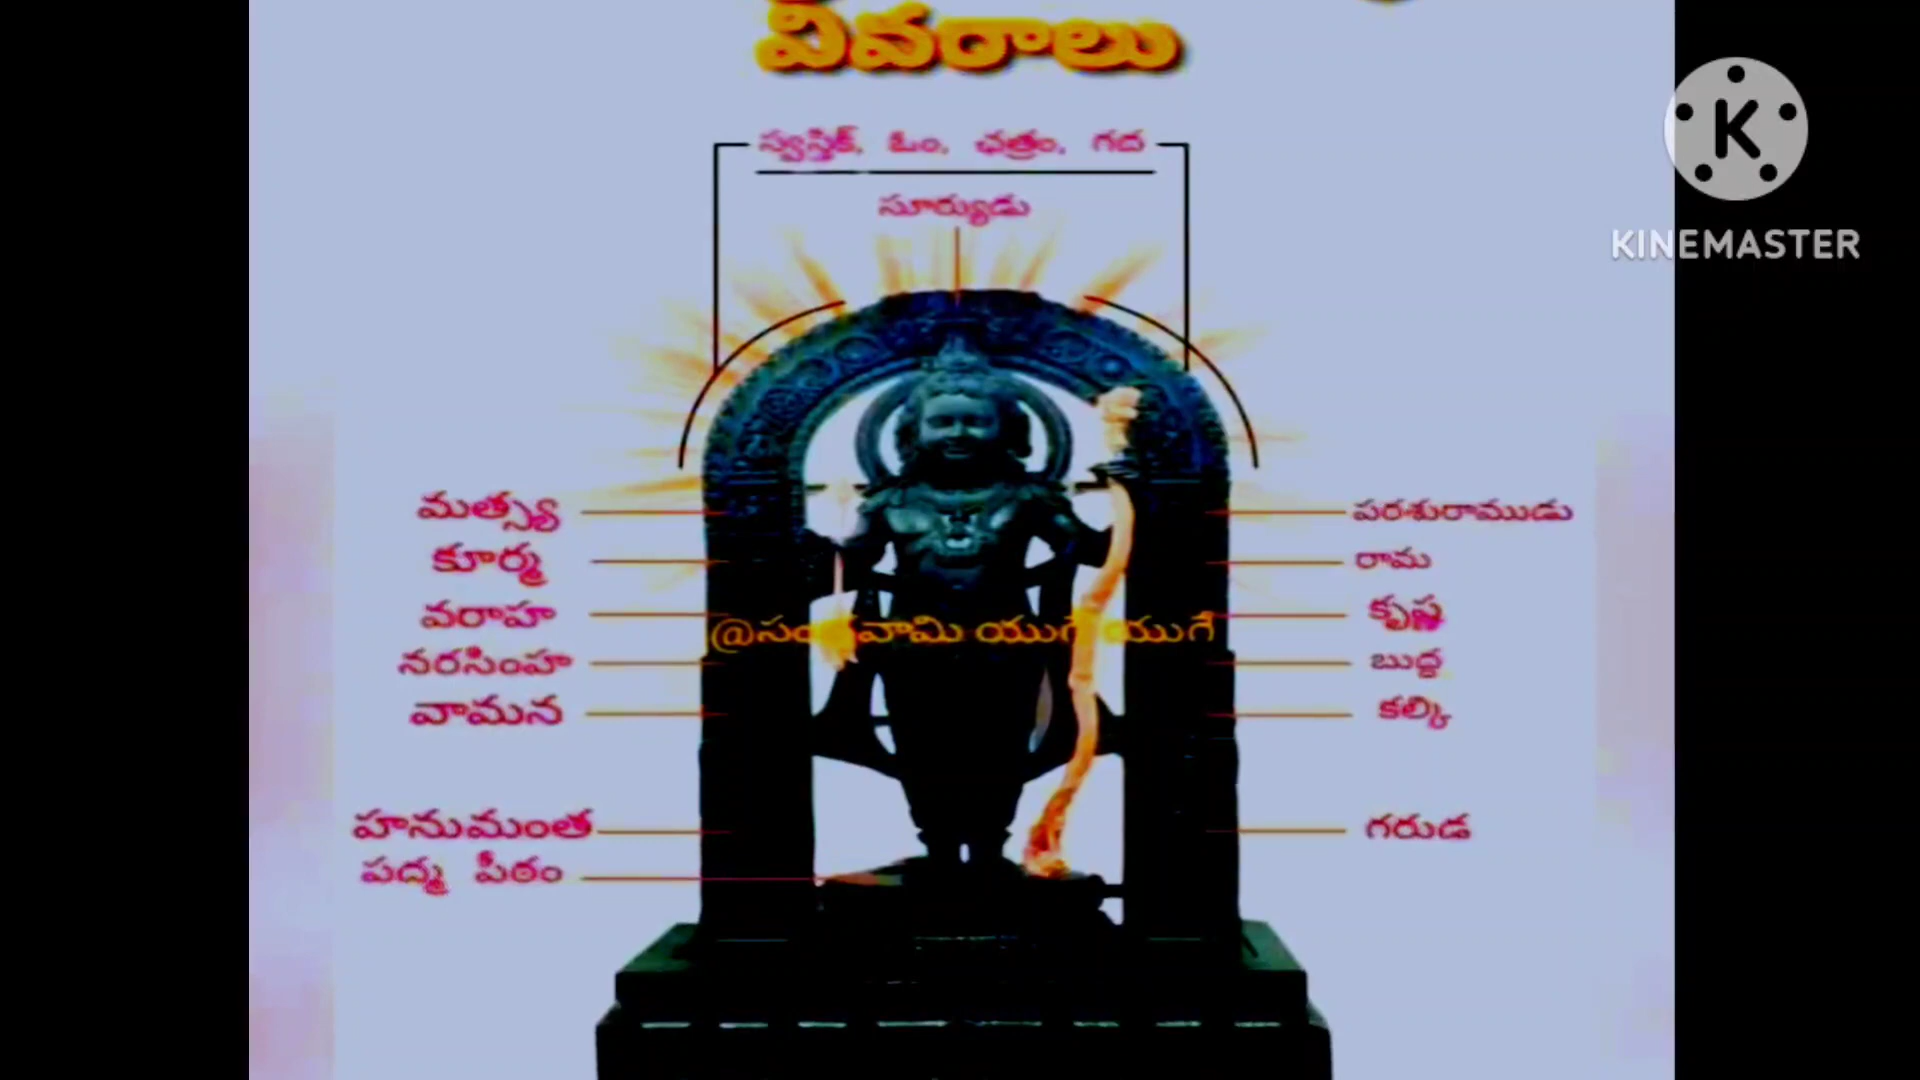 వివరాలు
స్వస్తిక్, ఓం, ఛత్రం, గద
సూర్యుడు
K
KINEMASTER
మత్స్య
కూర్మ
వరాహ
నరసింహ
వామన
హనుమంత
పద్మ పీఠం
పరశురాముడు
రామ
కృష్ణ
బుద్ధ
కల్కి
గరుడ
యుగే యుగే